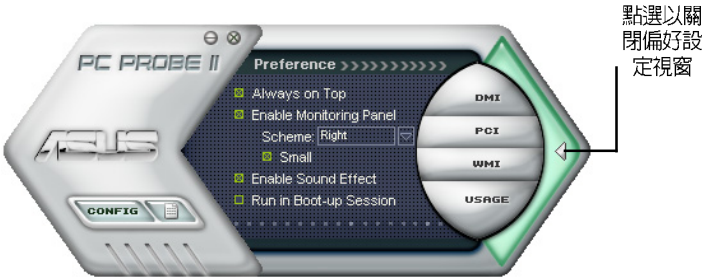 點選以關
閉偏好設
定視窗
PC PROBE II
Preference >>>>>>>>>>>
Always on Top
Enable Monitoring Panel
Scheme: Right
Small
Enable Sound Effect
Run in Boot-up Session
DMI
PCI
WMI
USAGE
ASUS
CONFIG